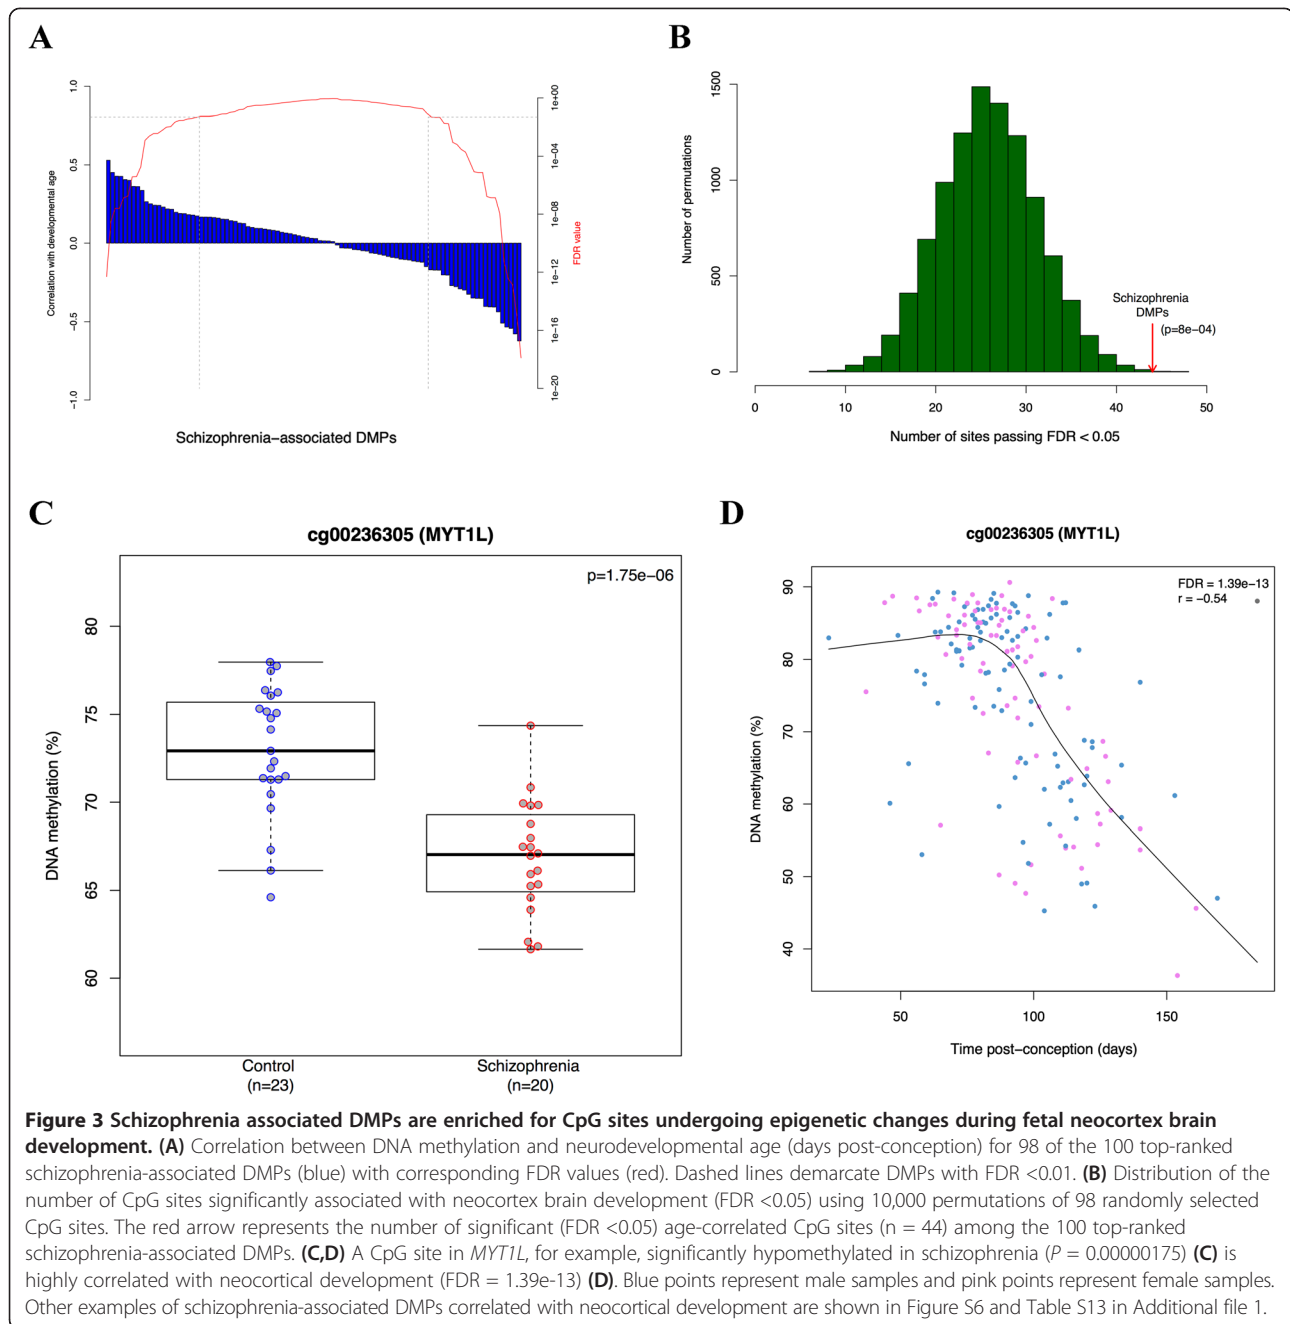 A
1.0
0.5
0.0
−0.5
−1.0
Correlation with developmental age
1e+00
1e−04
1e−08
1e−12
1e−16
1e−20
FDR value
Schizophrenia−associated DMPs
B
1500
1000
500
0
Number of permutations
Schizophrenia
DMPs
(p=8e−04)
0 10 20 30 40 50
Number of sites passing FDR < 0.05
C
cg00236305 (MYT1L)
p=1.75e−06
80
75
70
65
60
DNA methylation (%)
Control
(n=23)
Schizophrenia
(n=20)
D
cg00236305 (MYT1L)
FDR = 1.39e−13
r = −0.54
90
80
70
60
50
40
DNA methylation (%)
50 100 150
Time post−conception (days)
Figure 3 Schizophrenia associated DMPs are enriched for CpG sites undergoing epigenetic changes during fetal neocortex brain
development. (A) Correlation between DNA methylation and neurodevelopmental age (days post-conception) for 98 of the 100 top-ranked
schizophrenia-associated DMPs (blue) with corresponding FDR values (red). Dashed lines demarcate DMPs with FDR <0.01. (B) Distribution of the
number of CpG sites significantly associated with neocortex brain development (FDR <0.05) using 10,000 permutations of 98 randomly selected
CpG sites. The red arrow represents the number of significant (FDR <0.05) age-correlated CpG sites (n = 44) among the 100 top-ranked
schizophrenia-associated DMPs. (C,D) A CpG site in MYT1L, for example, significantly hypomethylated in schizophrenia (P = 0.00000175) (C) is
highly correlated with neocortical development (FDR = 1.39e-13) (D). Blue points represent male samples and pink points represent female samples.
Other examples of schizophrenia-associated DMPs correlated with neocortical development are shown in Figure S6 and Table S13 in Additional file 1.